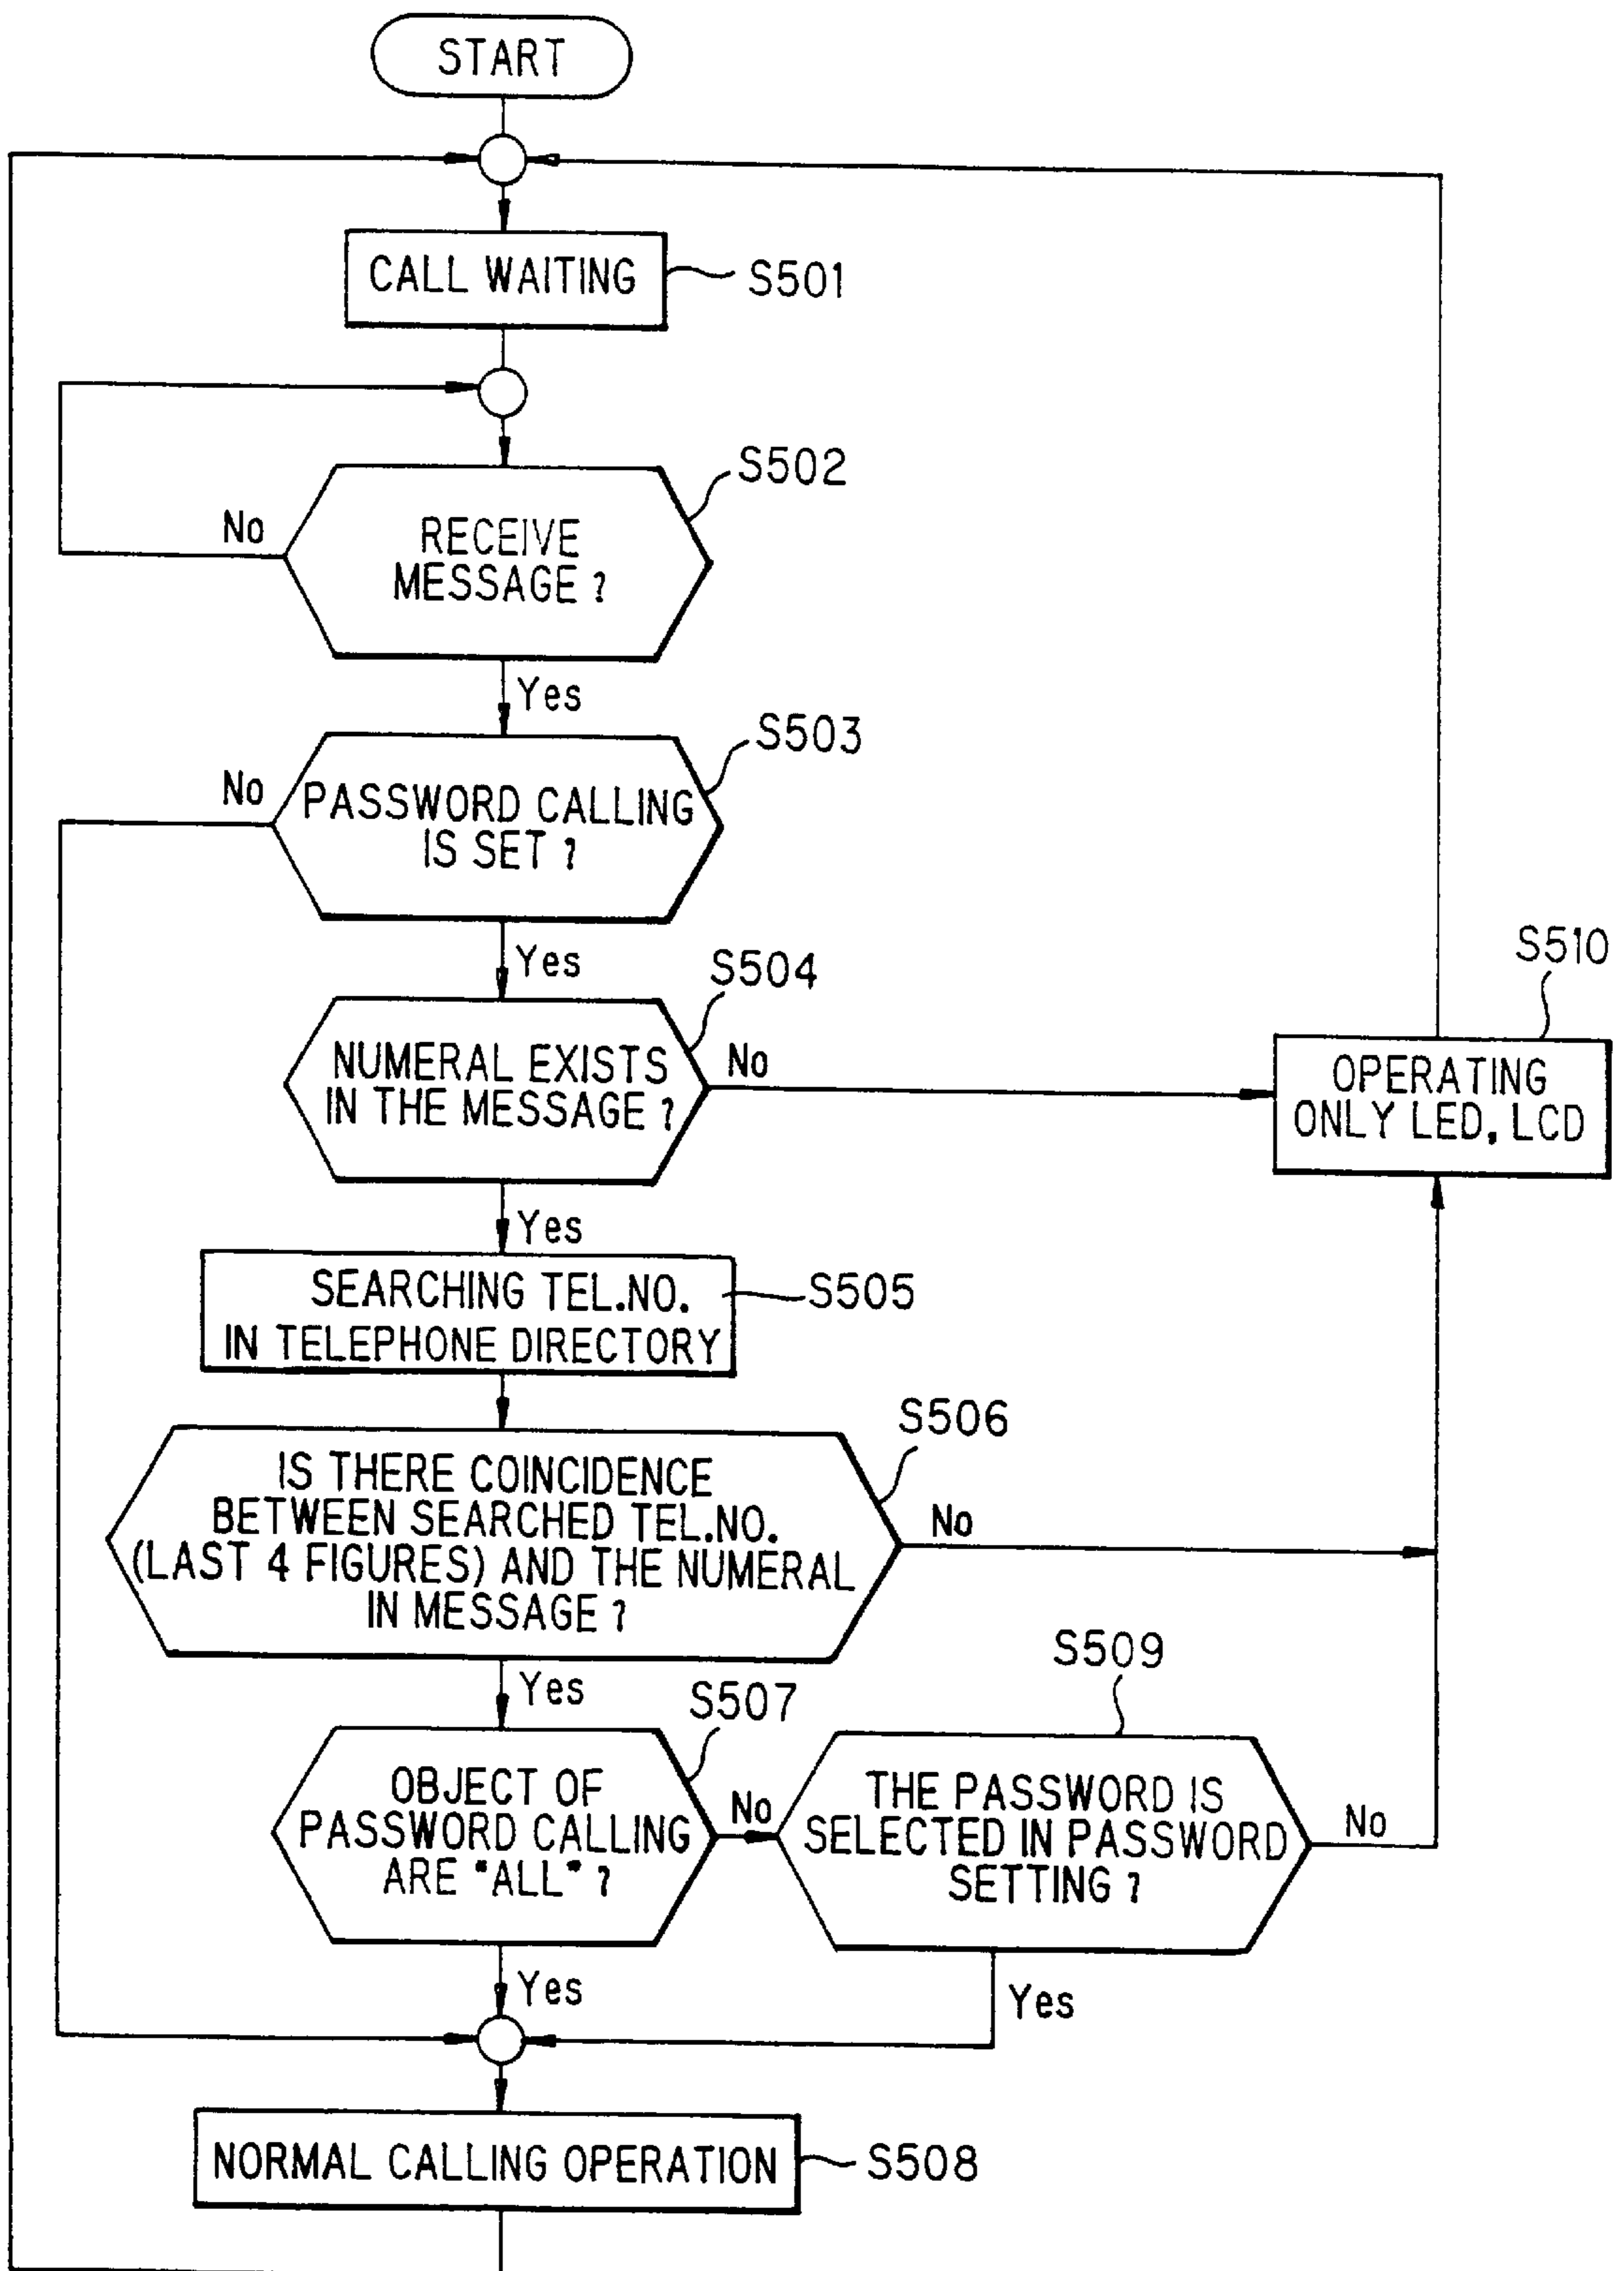 START
CALL WAITING
S501
S502
No
RECEIVE
MESSAGE ?
Yes
S503
No
PASSWORD CALLING
IS SET ?
Yes
S504
NUMERAL EXISTS
IN THE MESSAGE ?
No
S510
OPERATING
ONLY LED, LCD
Yes
SEARCHING TEL.NO.
IN TELEPHONE DIRECTORY
S505
S506
IS THERE COINCIDENCE
BETWEEN SEARCHED TEL.NO.
(LAST 4 FIGURES) AND THE NUMERAL
IN MESSAGE ?
No
Yes
S507
OBJECT OF
PASSWORD CALLING
ARE "ALL" ?
No
S509
THE PASSWORD IS
SELECTED IN PASSWORD
SETTING ?
No
Yes
Yes
NORMAL CALLING OPERATION
S508